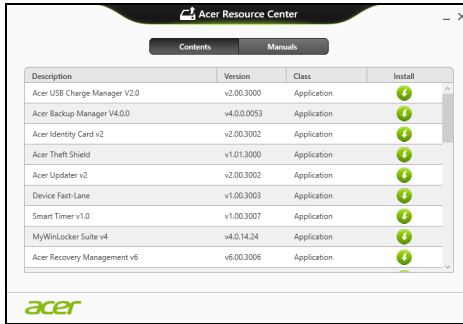 Acer Resource Center
Contents Manuals
Description Version Class Install
Acer USB Charge Manager V2.0 v2.00.3000 Application
Acer Backup Manager V4.0.0 v4.0.0.0053 Application
Acer Identity Card v2 v2.00.3002 Application
Acer Theft Shield v1.01.3000 Application
Acer Updater v2 v2.00.3002 Application
Device Fast-Lane v1.00.3003 Application
Smart Timer v1.0 v1.00.3007 Application
MyWinLocker Suite v4 v4.0.14.24 Application
Acer Recovery Management v6 v6.00.3006 Application
acer